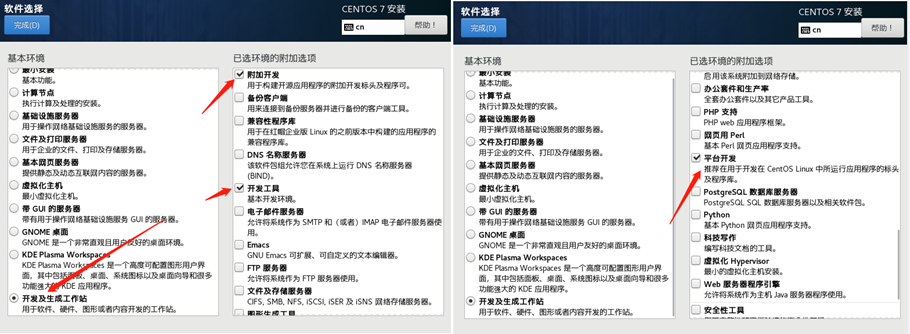 软件选择
CENTOS 7 安装
完成(D)
cn
帮助！
基本环境
最小安装
基本功能。
计算节点
执行计算及处理的安装。
基础设施服务器
用于操作网络基础设施服务的服务器。
文件及打印服务器
用于企业的文件、打印及存储服务器。
基本网页服务器
提供静态及动态互联网内容的服务器。
虚拟化主机
最小虚拟化主机。
带 GUI 的服务器
带有用于操作网络基础设施服务 GUI 的服务器。
GNOME 桌面
GNOME 是一个非常直观且用户友好的桌面环境。
KDE Plasma Workspaces
KDE Plasma Workspaces 是一个高度可配置图形用户界
面，其中包括面板、桌面、系统图标以及桌面向导和很多
功能强大的 KDE 应用程序。
开发及生成工作站
用于软件、硬件、图形或者内容开发的工作站。
已选环境的附加选项
附加开发
用于构建开源应用程序的附加开发标头及程序可。
备份客户端
用来连接到备份服务器并进行备份的客户端工具。
兼容性程序库
用于在红帽企业版 Linux 的之前版本中构建的应用程序的
兼容程序库。
DNS 名称服务器
该软件包组允许您在系统上运行 DNS 名称服务器
(BIND)。
开发工具
基本开发环境。
电子邮件服务器
允许将系统作为 SMTP 和（或者）IMAP 电子邮件服务器使
用。
Emacs
GNU Emacs 可扩展、可自定义的文本编辑器。
FTP 服务器
允许将系统作为 FTP 服务器使用。
文件及存储服务器
CIFS, SMB, NFS, iSCSI, iSER 及 iSNS 网络存储服务器。
图形生成工具
软件选择
CENTOS 7 安装
完成(D)
cn
帮助！
基本环境
最小安装
基本功能。
计算节点
执行计算及处理的安装。
基础设施服务器
用于操作网络基础设施服务的服务器。
文件及打印服务器
用于企业的文件、打印及存储服务器。
基本网页服务器
提供静态及动态互联网内容的服务器。
虚拟化主机
最小虚拟化主机。
带 GUI 的服务器
带有用于操作网络基础设施服务 GUI 的服务器。
GNOME 桌面
GNOME 是一个非常直观且用户友好的桌面环境。
KDE Plasma Workspaces
KDE Plasma Workspaces 是一个高度可配置图形用户界
面，其中包括面板、桌面、系统图标以及桌面向导和很多
功能强大的 KDE 应用程序。
开发及生成工作站
用于软件、硬件、图形或者内容开发的工作站。
已选环境的附加选项
启用该系统附加到网络存储。
办公套件和生产率
全套办公套件以及其它产品工具。
PHP 支持
PHP web 应用程序框架。
网页用 Perl
基本 Perl 网页应用程序支持。
平台开发
推荐在用于开发在 CentOS Linux 中所运行应用程序的标头
及程序库。
PostgreSQL 数据库服务器
PostgreSQL SQL 数据库服务器以及相关软件包。
Python
基本 Python 网页应用程序支持。
科技写作
编写科技文档的工具。
虚拟化 Hypervisor
最小的虚拟化主机安装。
Web 服务器程序引擎
允许将系统作为主机 Java 服务器程序使用。
安全性工具